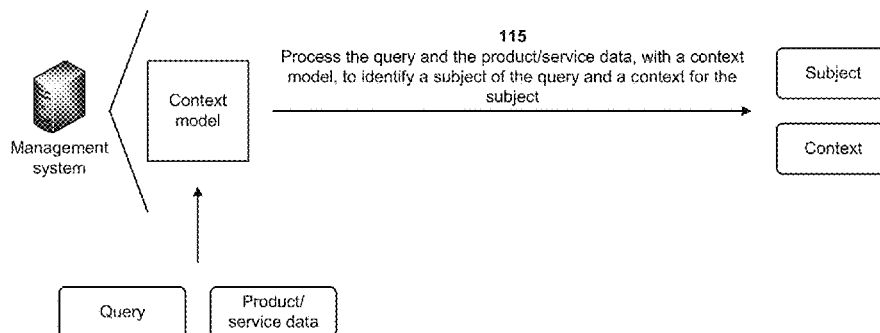 115
Process the query and the product/service data, with a context
model, to identify a subject of the query and a context for the
subject
Subject
Context
model
Management
system
Context
Query
Product/
service data